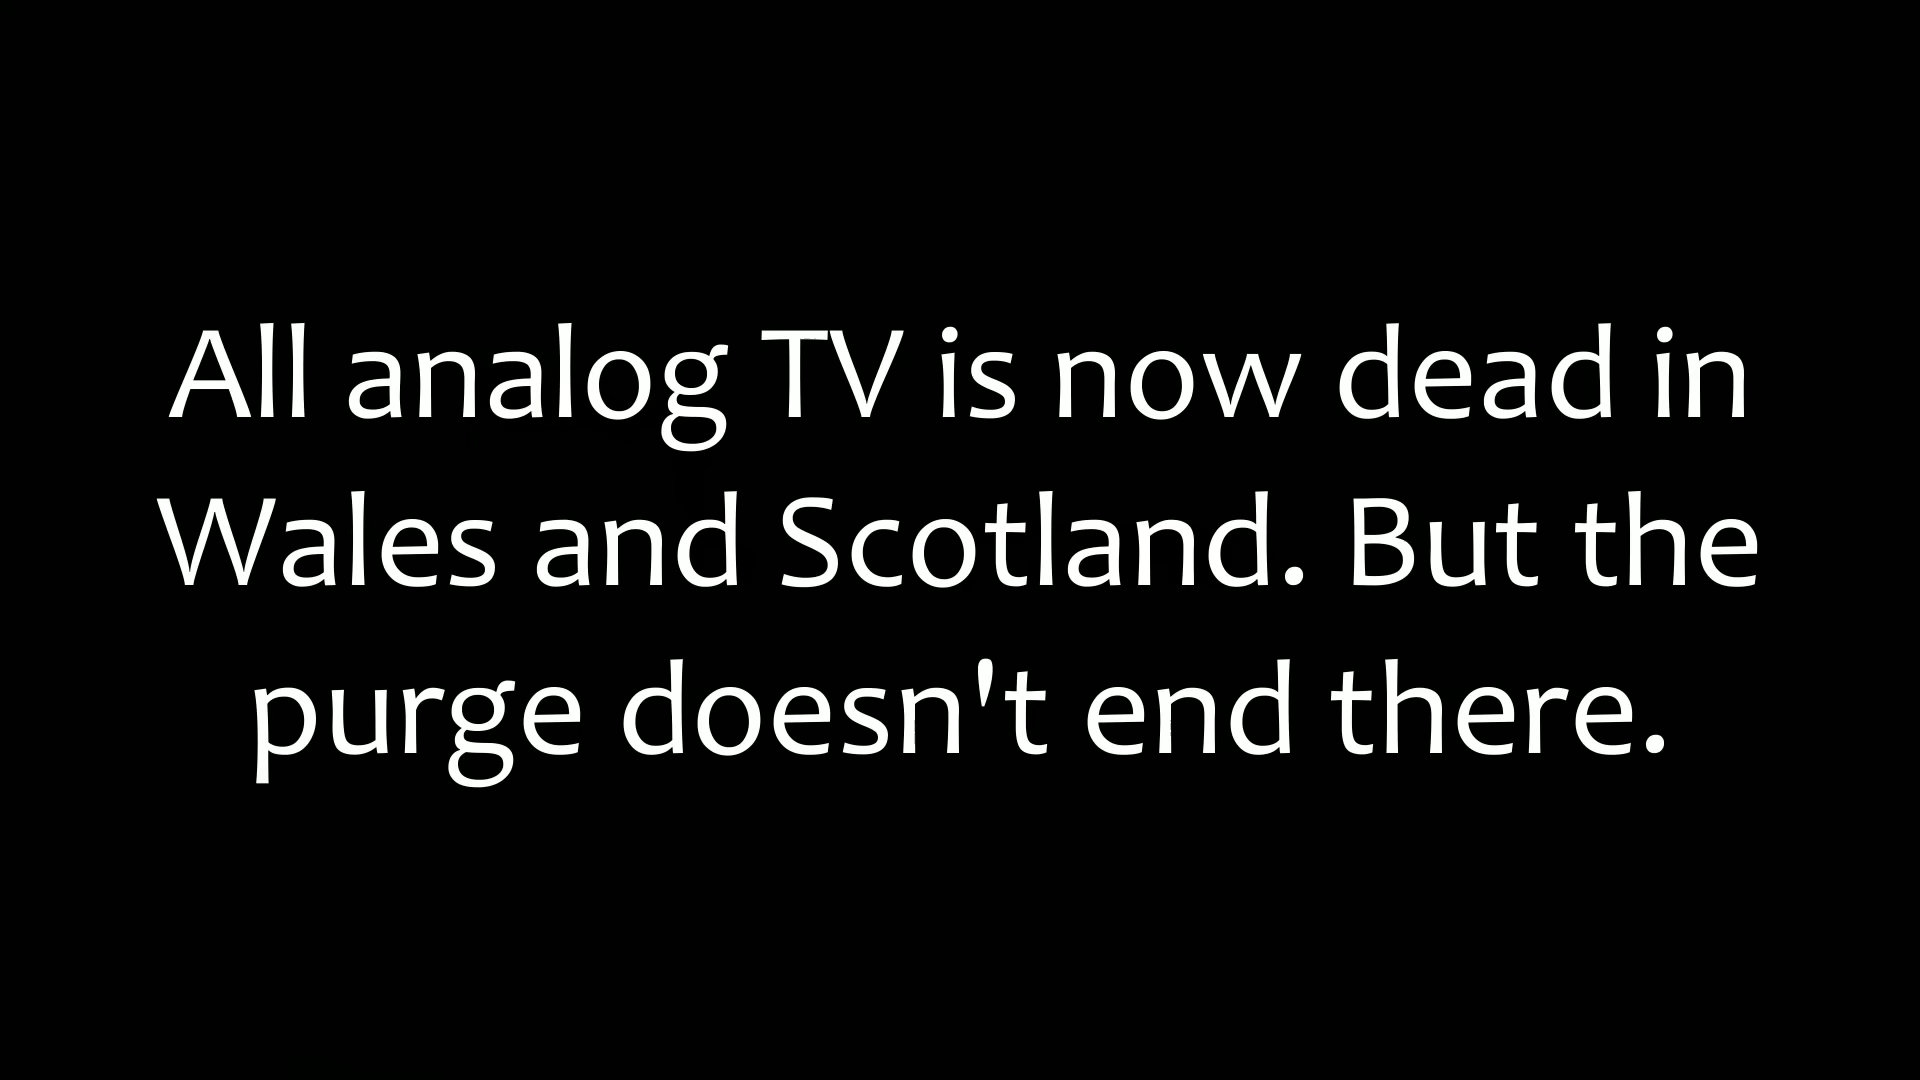 All analog TV is now dead in
Wales and Scotland. But the
purge doesn't end there.